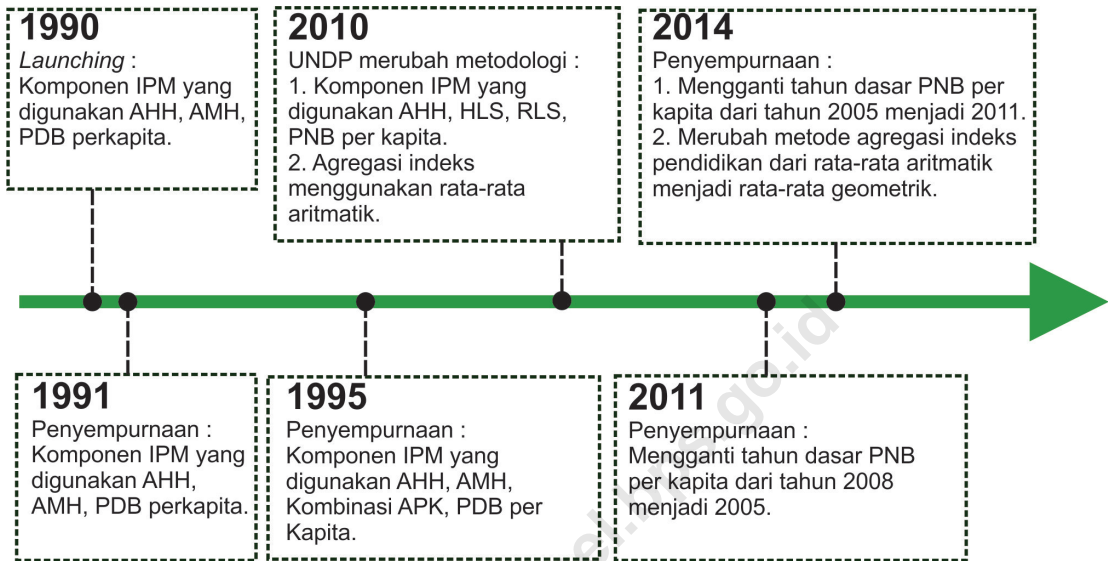 1990
Launching :
Komponen IPM yang
digunakan AHH, AMH,
PDB perkapita.
2010
UNDP merubah metodologi :
1. Komponen IPM yang
digunakan AHH, HLS, RLS,
PNB per kapita.
2. Agregasi indeks
menggunakan rata-rata
aritmatik.
2014
Penyempurnaan :
1. Mengganti tahun dasar PNB per
kapita dari tahun 2005 menjadi 2011.
2. Merubah metode agregasi indeks
pendidikan dari rata-rata aritmatik
menjadi rata-rata geometrik.
1991
Penyempurnaan :
Komponen IPM yang
digunakan AHH,
AMH, PDB perkapita.
1995
Penyempurnaan :
Komponen IPM yang
digunakan AHH, AMH,
Kombinasi APK, PDB per
Kapita.
2011
Penyempurnaan :
Mengganti tahun dasar PNB
per kapita dari tahun 2008
menjadi 2005.
el.bps.go.id